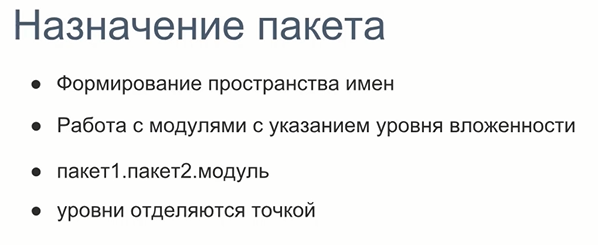 Назначение пакета
● Формирование пространства имен
● Работа с модулями с указанием уровня вложенности
● пакет1.пакет2.модуль
● уровни отделяются точкой